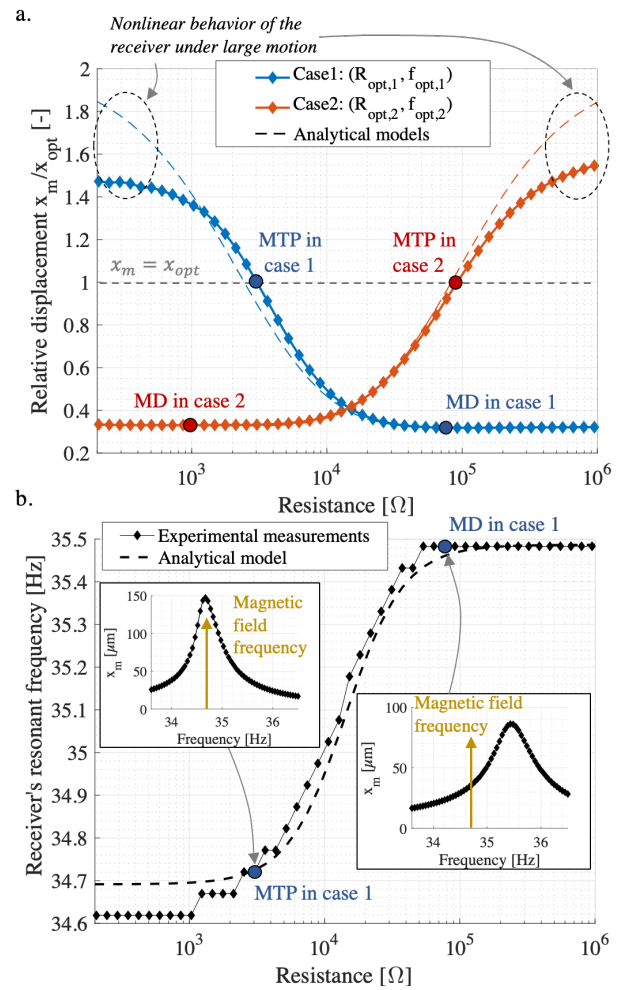 a.
Nonlinear behavior of the
receiver under large motion
Case1: (R_opt,1, f_opt,1)
Case2: (R_opt,2, f_opt,2)
Analytical models
Relative displacement x_m/x_opt [-]
2
1.8
1.6
1.4
1.2
1
0.8
0.6
0.4
0.2
MTP in
case 1
MTP in
case 2
x_m = x_opt
MD in case 2
MD in case 1
10^3
10^4
10^5
10^6
Resistance [Ω]
b.
MD in case 1
Experimental measurements
Analytical model
Receiver's resonant frequency [Hz]
35.5
35.4
35.3
35.2
35.1
35
34.9
34.8
34.7
34.6
x_m [μm]
150
100
50
0
Magnetic
field
frequency
34
35
36
Frequency [Hz]
x_m [μm]
100
50
0
Magnetic field
frequency
34
35
36
Frequency [Hz]
MTP in case 1
10^3
10^4
10^5
10^6
Resistance [Ω]